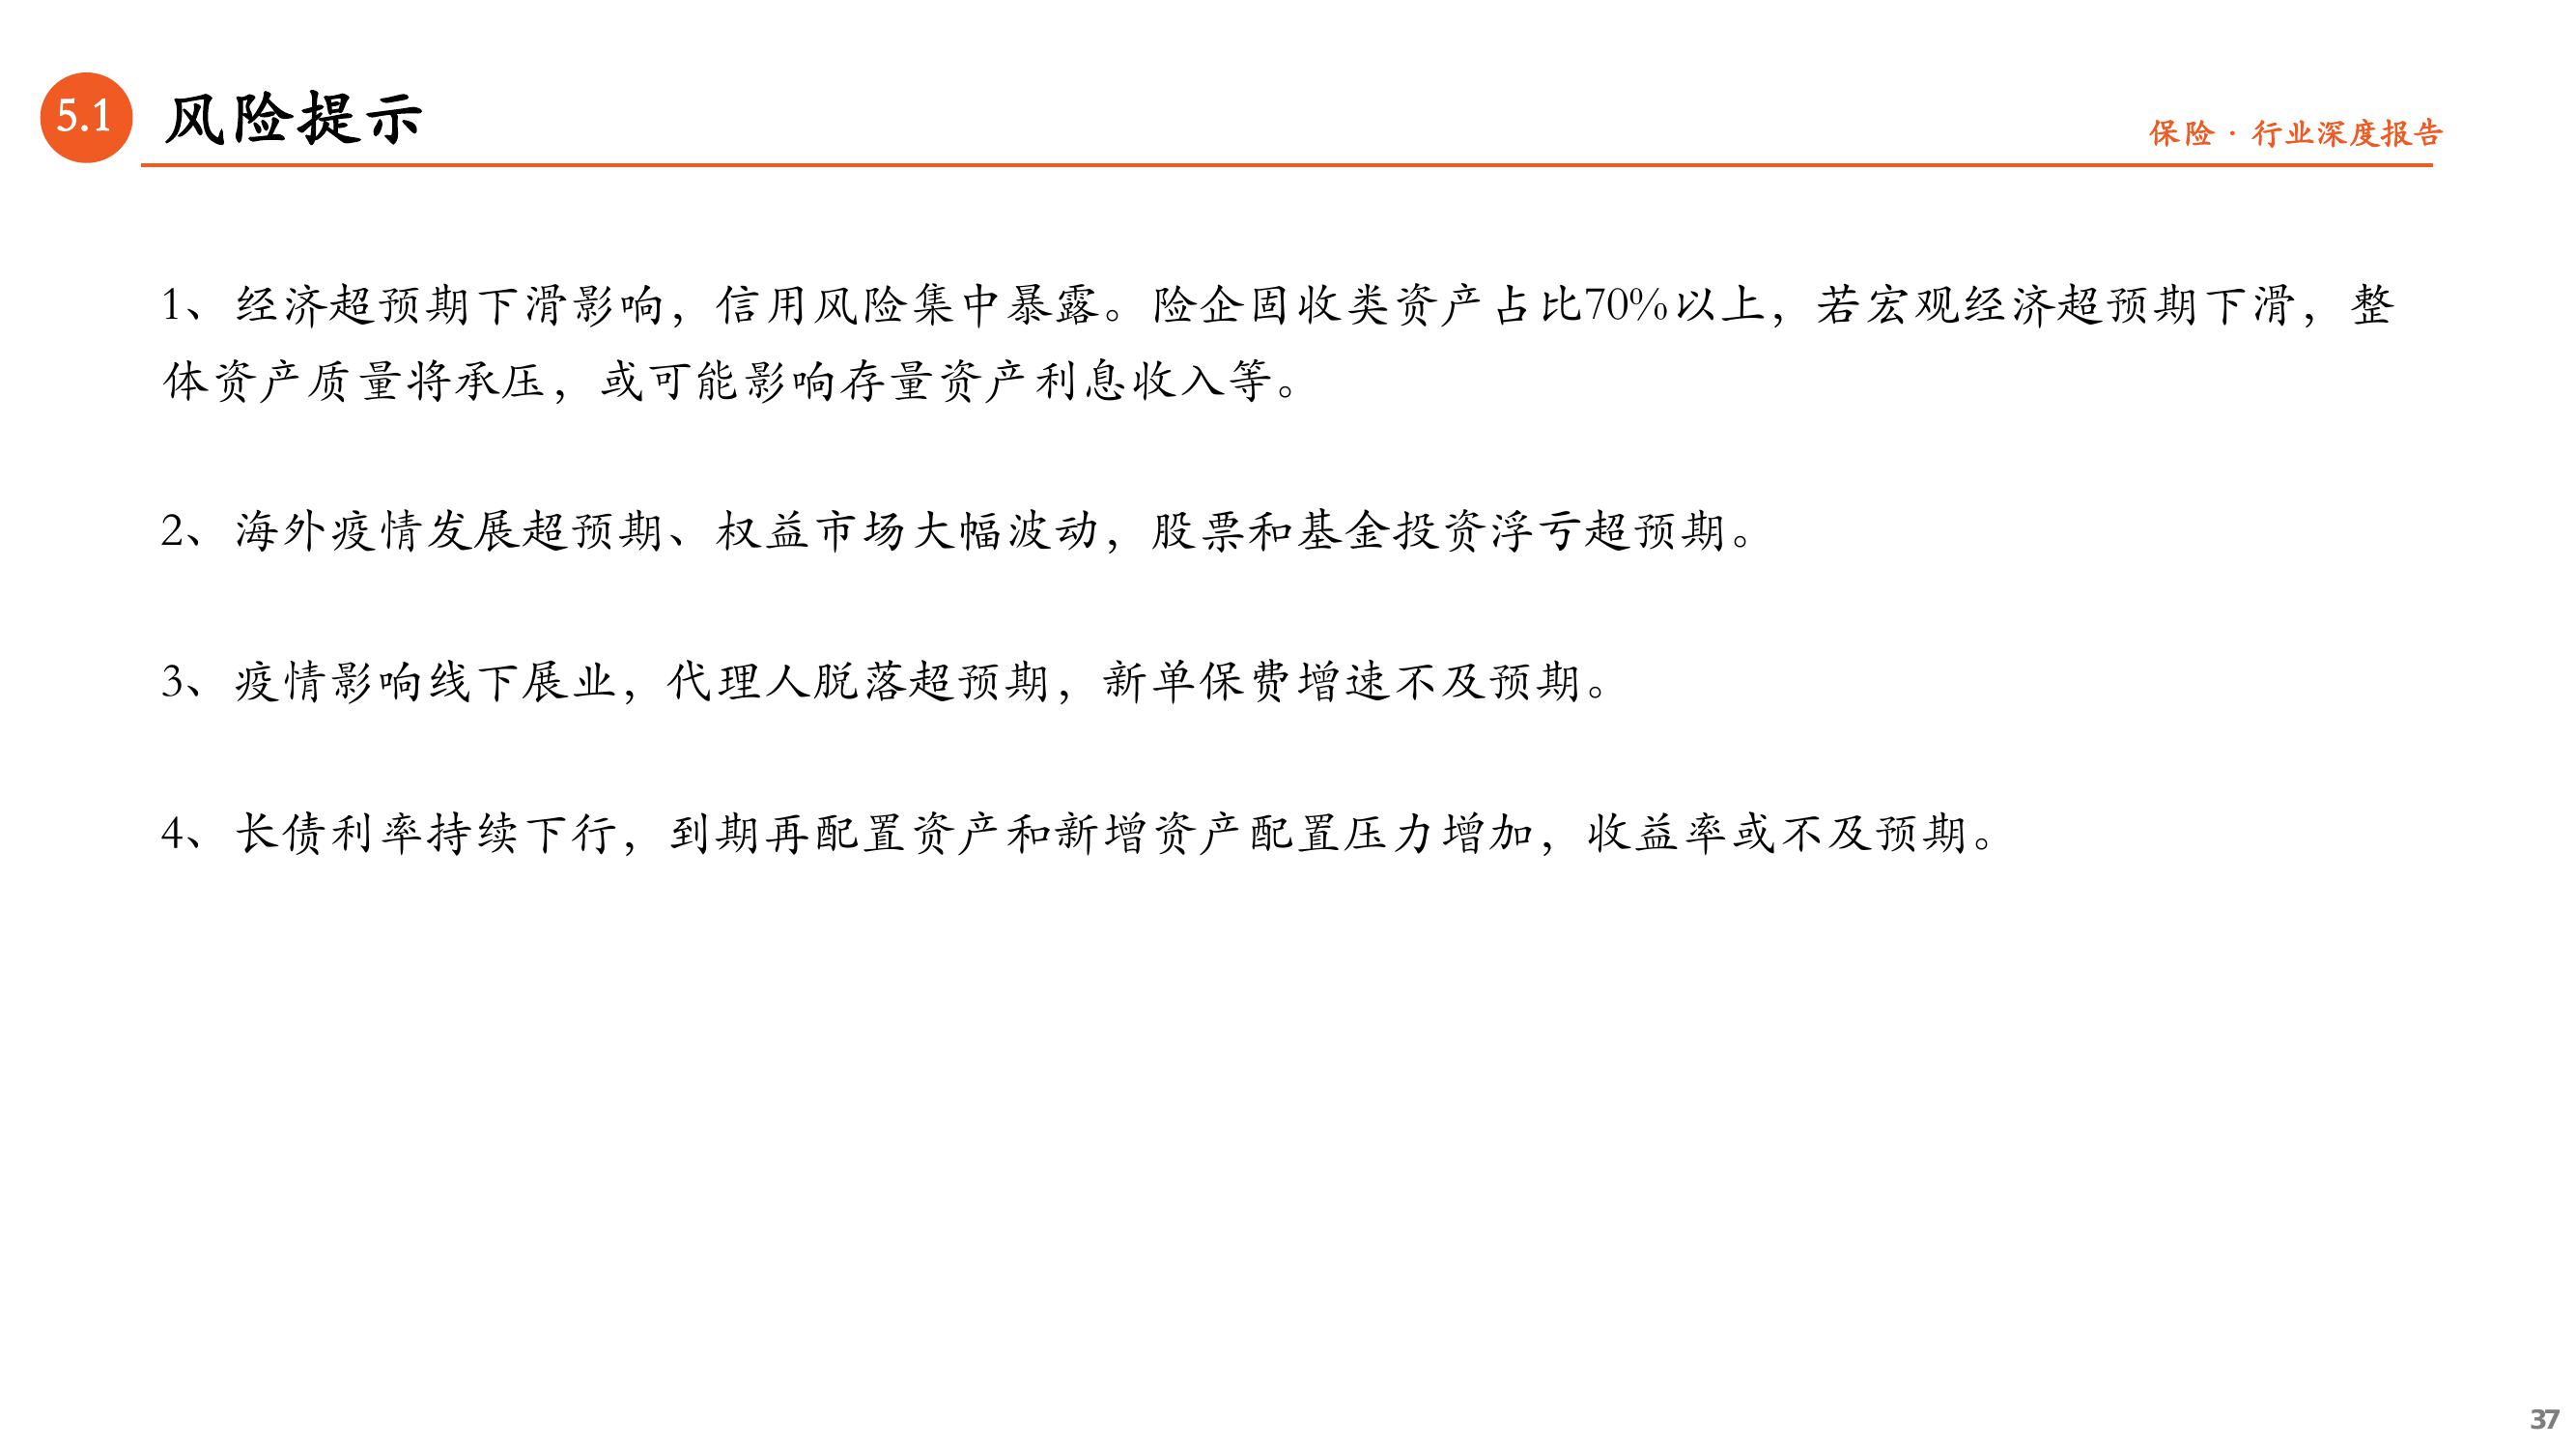 5.1 风险提示
保险 · 行业深度报告
1、经济超预期下滑影响，信用风险集中暴露。险企固收类资产占比70%以上，若宏观经济超预期下滑，整
体资产质量将承压，或可能影响存量资产利息收入等。
2、海外疫情发展超预期、权益市场大幅波动，股票和基金投资浮亏超预期。
3、疫情影响线下展业，代理人脱落超预期，新单保费增速不及预期。
4、长债利率持续下行，到期再配置资产和新增资产配置压力增加，收益率或不及预期。
37